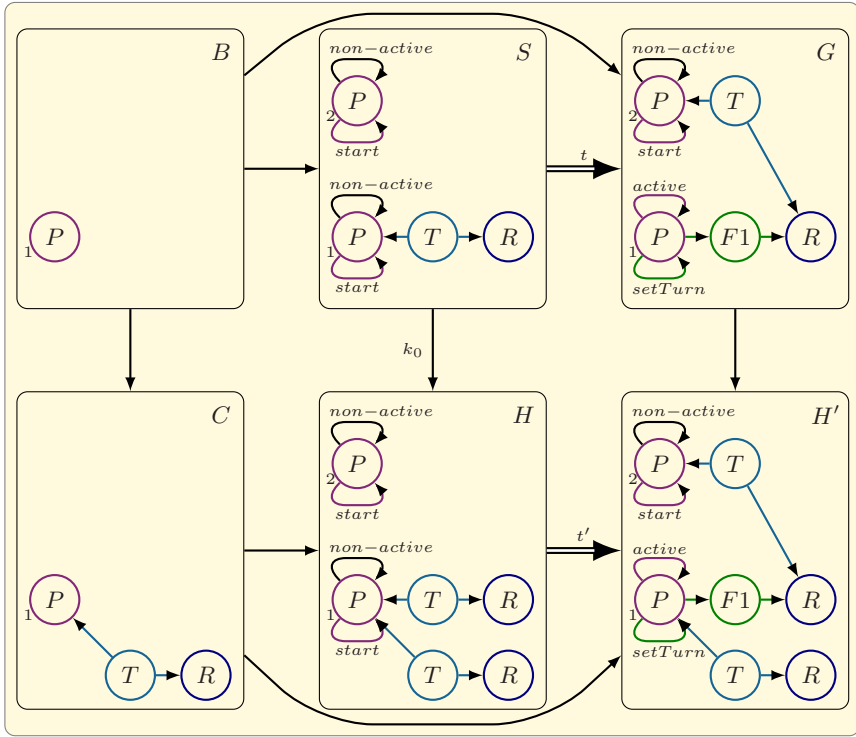 B
P
1
S
non−active
P
2
start
non−active
P
1
start
T
R
t
G
non−active
P
2
start
T
active
P
1
setTurn
F1
R
k0
C
P
1
T
R
H
non−active
P
2
start
non−active
P
1
start
T
R
T
R
t′
H′
non−active
P
2
start
T
active
P
1
setTurn
F1
R
T
R